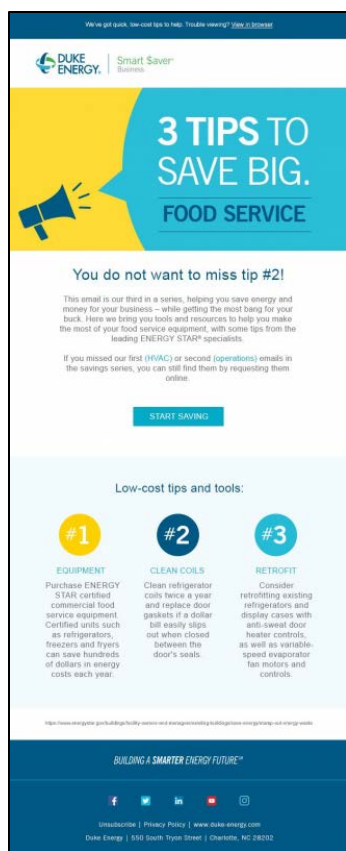 We've got quick, low-cost tips to help. Trouble viewing? View in browser.
DUKE ENERGY®
Smart $aver®
Business
3 TIPS TO
SAVE BIG.
FOOD SERVICE
You do not want to miss tip #2!
This email is our third in a series, helping you save energy and
money for your business – while getting the most bang for your
buck. Here we bring you tools and resources to help you make
the most of your food service equipment, with some tips from the
leading ENERGY STAR® specialists.
If you missed our first (HVAC) or second (operations) emails in
the savings series, you can still find them by requesting them
online.
START SAVING
Low-cost tips and tools:
#1
EQUIPMENT
Purchase ENERGY
STAR certified
commercial food
service equipment.
Certified units such
as refrigerators,
freezers and fryers
can save hundreds
of dollars in energy
costs each year.
#2
CLEAN COILS
Clean refrigerator
coils twice a year
and replace door
gaskets if a dollar
bill easily slips
out when closed
between the
door's seals.
#3
RETROFIT
Consider
retrofitting existing
refrigerators and
display cases with
anti-sweat door
heater controls,
as well as variable-
speed evaporator
fan motors and
controls.
BUILDING A SMARTER ENERGY FUTURE℠
Unsubscribe | Privacy Policy | www.duke-energy.com
Duke Energy | 550 South Tryon Street | Charlotte, NC 28202